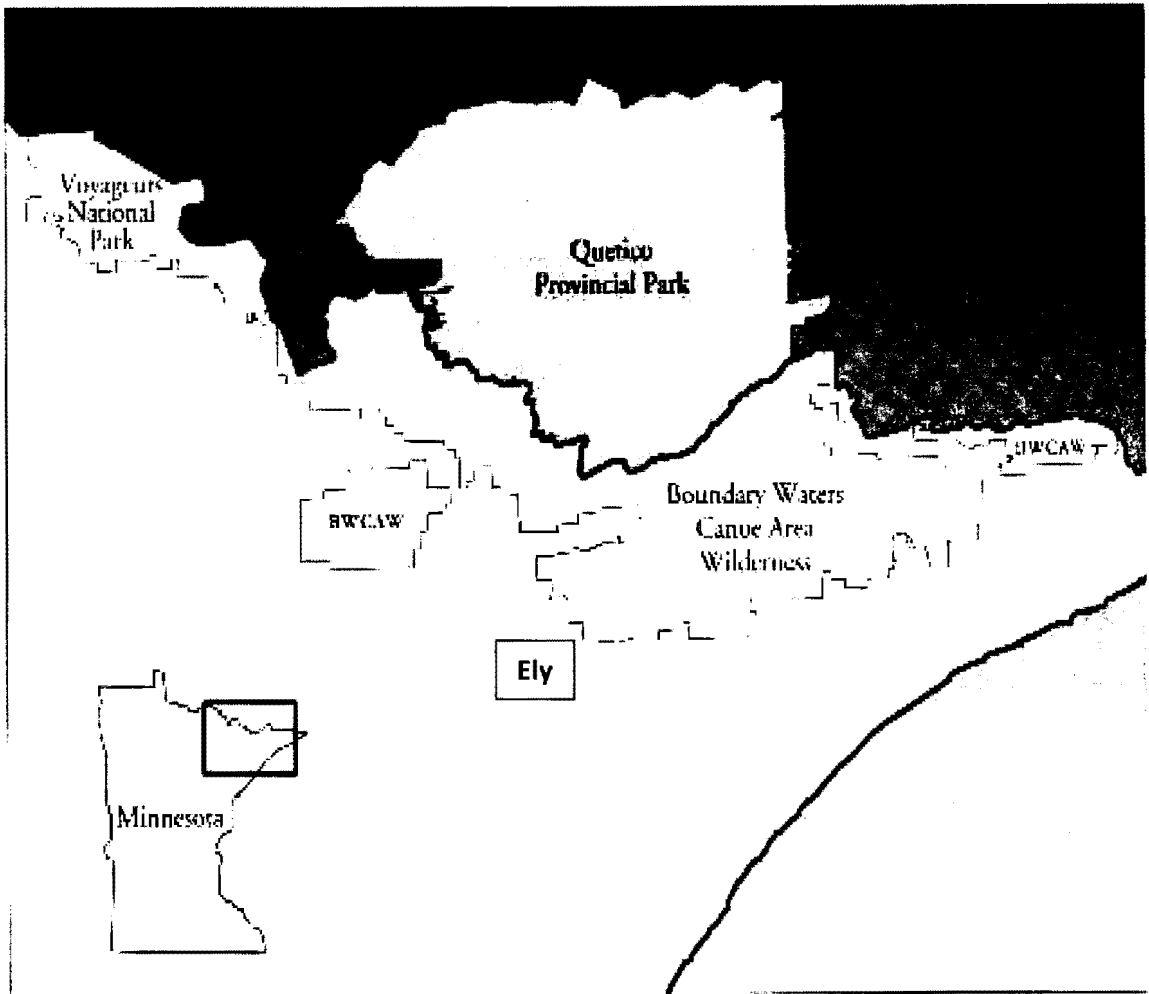 Voyageurs
National
Park
Quetico
Provincial Park
BWCAW
Boundary Waters
Canoe Area
Wilderness
BWCAW
Ely
Minnesota